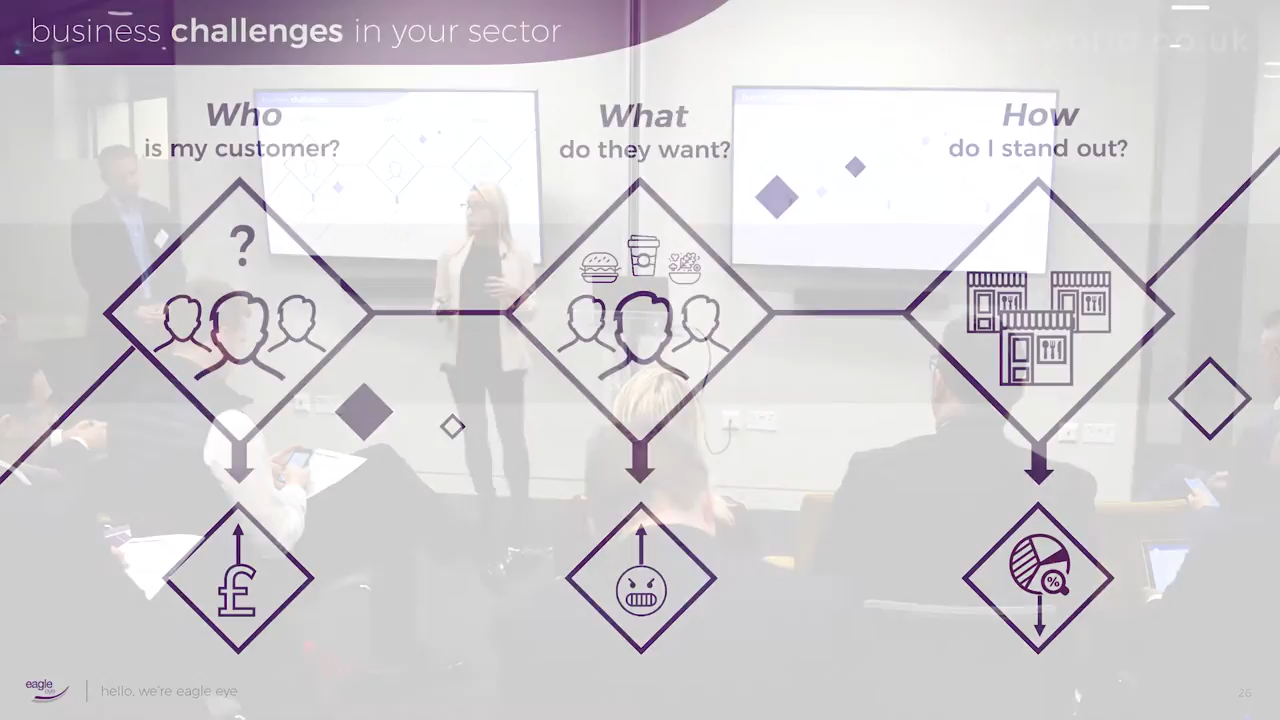 business challenges in your sector
Who
is my customer?
What
do they want?
How
do I stand out?
?
£
%
eagle
eye
hello, we're eagle eye
26